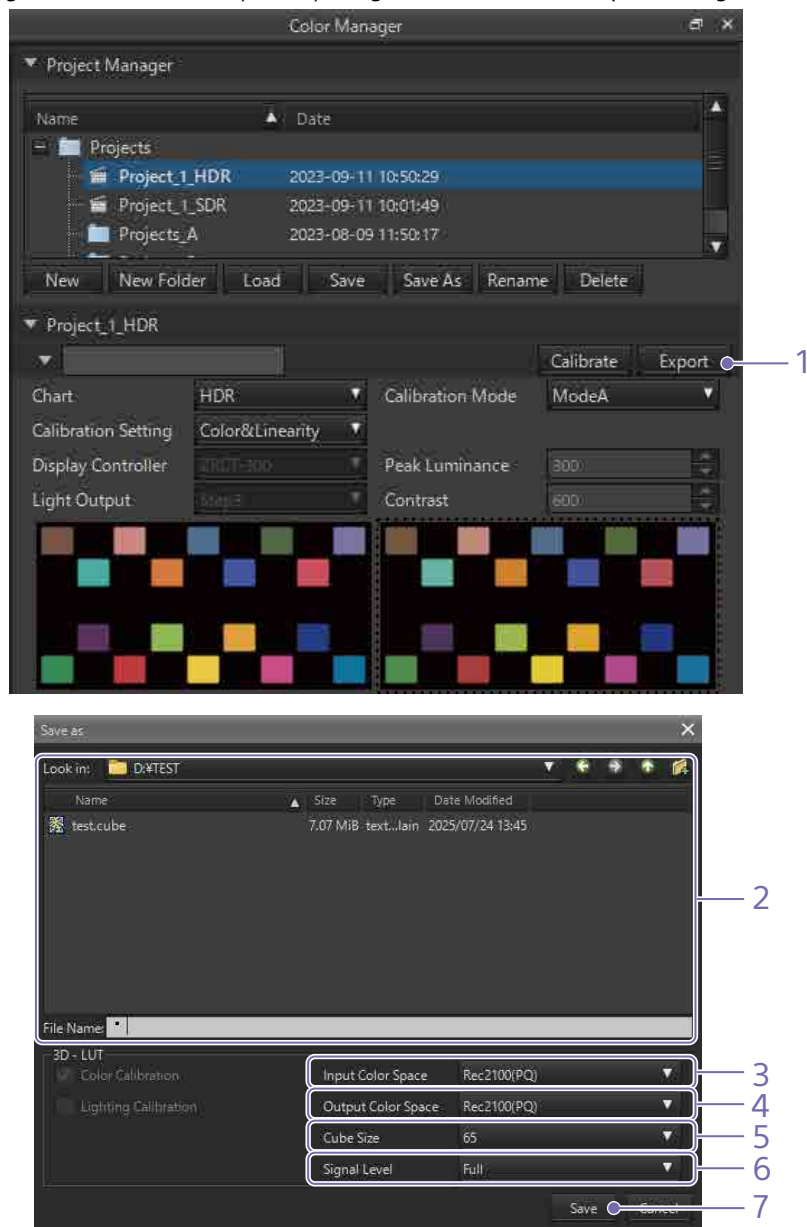 Color Manager
Project Manager
Name Date
Projects
Project_1_HDR 2023-09-11 10:50:29
Project_1_SDR 2023-09-11 10:01:49
Projects_A 2023-08-09 11:50:17
New New Folder Load Save Save As Rename Delete
Project_1_HDR
Calibrate Export 1
Chart HDR Calibration Mode ModeA
Calibration Setting Color&Linearity
Display Controller ZRCT-300 Peak Luminance 300
Light Output Contrast 600
Save as
Look in: D:¥TEST
Name Size Type Date Modified
test.cube 7.07 MiB text...lain 2025/07/24 13:45
2
File Name:
3D - LUT
Color Calibration Input Color Space Rec2100(PQ) 3
Lighting Calibration Output Color Space Rec2100(PQ) 4
Cube Size 65 5
Signal Level Full 6
Save Cancel 7